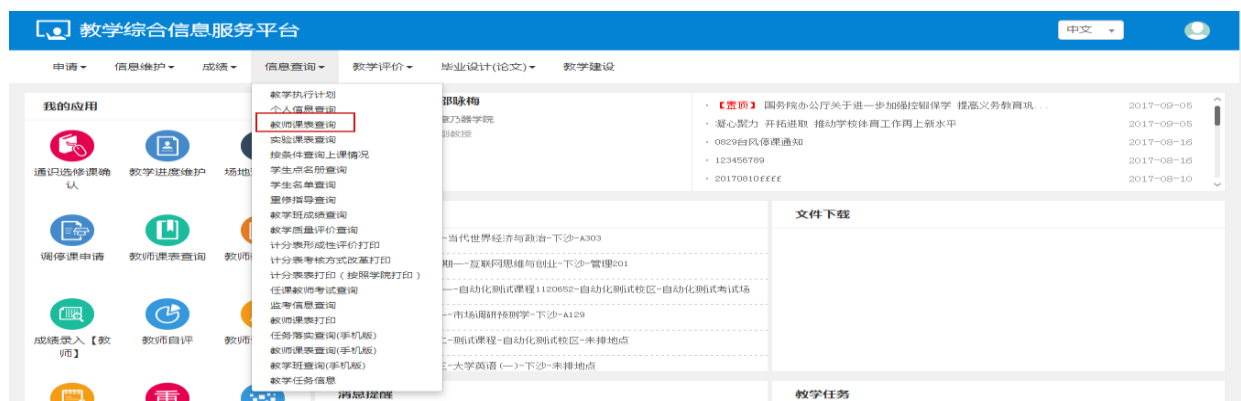 教学综合信息服务平台
中文
申请
信息维护
成绩
信息查询
教学评价
毕业设计(论文)
教学建设
我的应用
通识选修课确认
教学进度维护
场地
调停课申请
教师课表查询
教师
成绩录入【教师】
教师自评
教师
重
教学执行计划
个人信息查询
教师课表查询
实验课表查询
按条件查询上课情况
学生点名册查询
学生名单查询
重修指导查询
教学班成绩查询
教学质量评价查询
计分表形成性评价打印
计分表考核方式改革打印
计分表表打印（按照学院打印）
任课教师考试查询
监考信息查询
教师课表打印
任务落实查询(手机版)
教师课表查询(手机版)
教学班查询(手机版)
教学任务信息
咏梅
学院
副教授
· 【置顶】 国务院办公厅关于进一步加强控辍保学 提高义务教育巩... 2017-09-05
· 凝心聚力 开拓进取 推动学校体育工作再上新水平 2017-09-05
· 0829台风停课通知 2017-08-16
· 123456789 2017-08-16
· 20170810ffff 2017-08-10
-当代世界经济与政治-下沙-A303
期一-互联网思维与创业-下沙-管理201
一-自动化测试课程1120652-自动化测试校区-自动化测试考试场
-市场调研预测学-下沙-A129
-测试课程-自动化测试校区-未排地点
三-大学英语(一)-下沙-未排地点
文件下载
消息提醒
教学任务